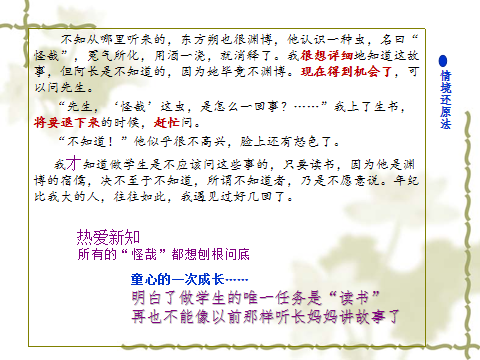 不知从哪里听来的，东方朔也很渊博，他认识一种虫，名曰“
怪哉”，冤气所化，用酒一浇，就消释了。我很想详细地知道这故
事，但阿长是不知道的，因为她毕竟不渊博。现在得到机会了，可
以问先生。
“先生，‘怪哉’这虫，是怎么一回事？……”我上了生书，
将要退下来的时候，赶忙问。
“不知道！”他似乎很不高兴，脸上还有怒色了。
我才知道做学生是不应该问这些事的，只要读书，因为他是渊
博的宿儒，决不至于不知道，所谓不知道者，乃是不愿意说。年纪
比我大的人，往往如此，我遇见过好几回了。
情境还原法
热爱新知
所有的“怪哉”都想刨根问底
童心的一次成长……
明白了做学生的唯一任务是“读书”
再也不能像以前那样听长妈妈讲故事了